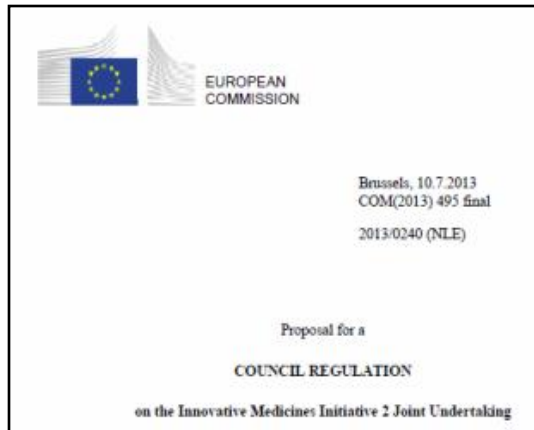 EUROPEAN
COMMISSION
Brussels, 10.7.2013
COM(2013) 495 final
2013/0240 (NLE)
Proposal for a
COUNCIL REGULATION
on the Innovative Medicines Initiative 2 Joint Undertaking